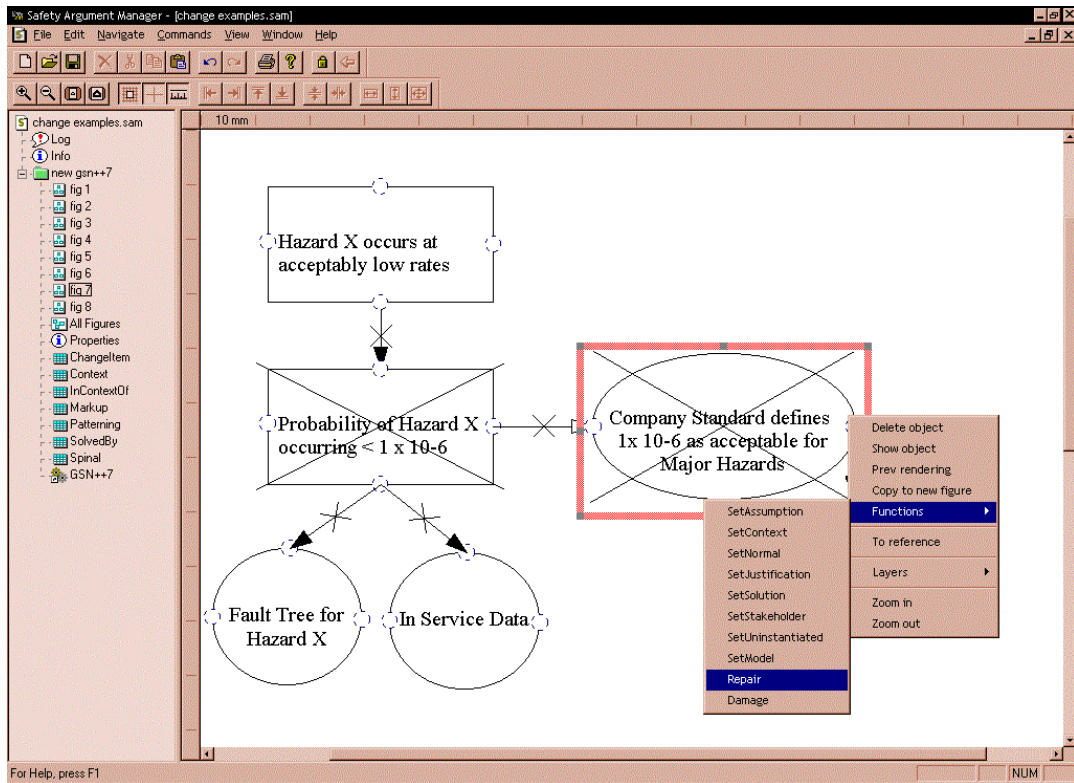 Safety Argument Manager - [change examples.sam]
File Edit Navigate Commands View Window Help
change examples.sam
Log
Info
new gsn++7
fig 1
fig 2
fig 3
fig 4
fig 5
fig 6
fig 7
fig 8
All Figures
Properties
ChangeItem
Context
InContextOf
Markup
Patterning
SolvedBy
Spinal
GSN++7
10 mm
Hazard X occurs at
acceptably low rates
Probability of Hazard X
occurring < 1 x 10-6
Company Standard defines
1x 10-6 as acceptable for
Major Hazards
Fault Tree for
Hazard X
In Service Data
Delete object
Show object
Prev rendering
Copy to new figure
Functions
To reference
Layers
Zoom in
Zoom out
SetAssumption
SetContext
SetNormal
SetJustification
SetSolution
SetStakeholder
SetUninstantiated
SetModel
Repair
Damage
For Help, press F1
NUM